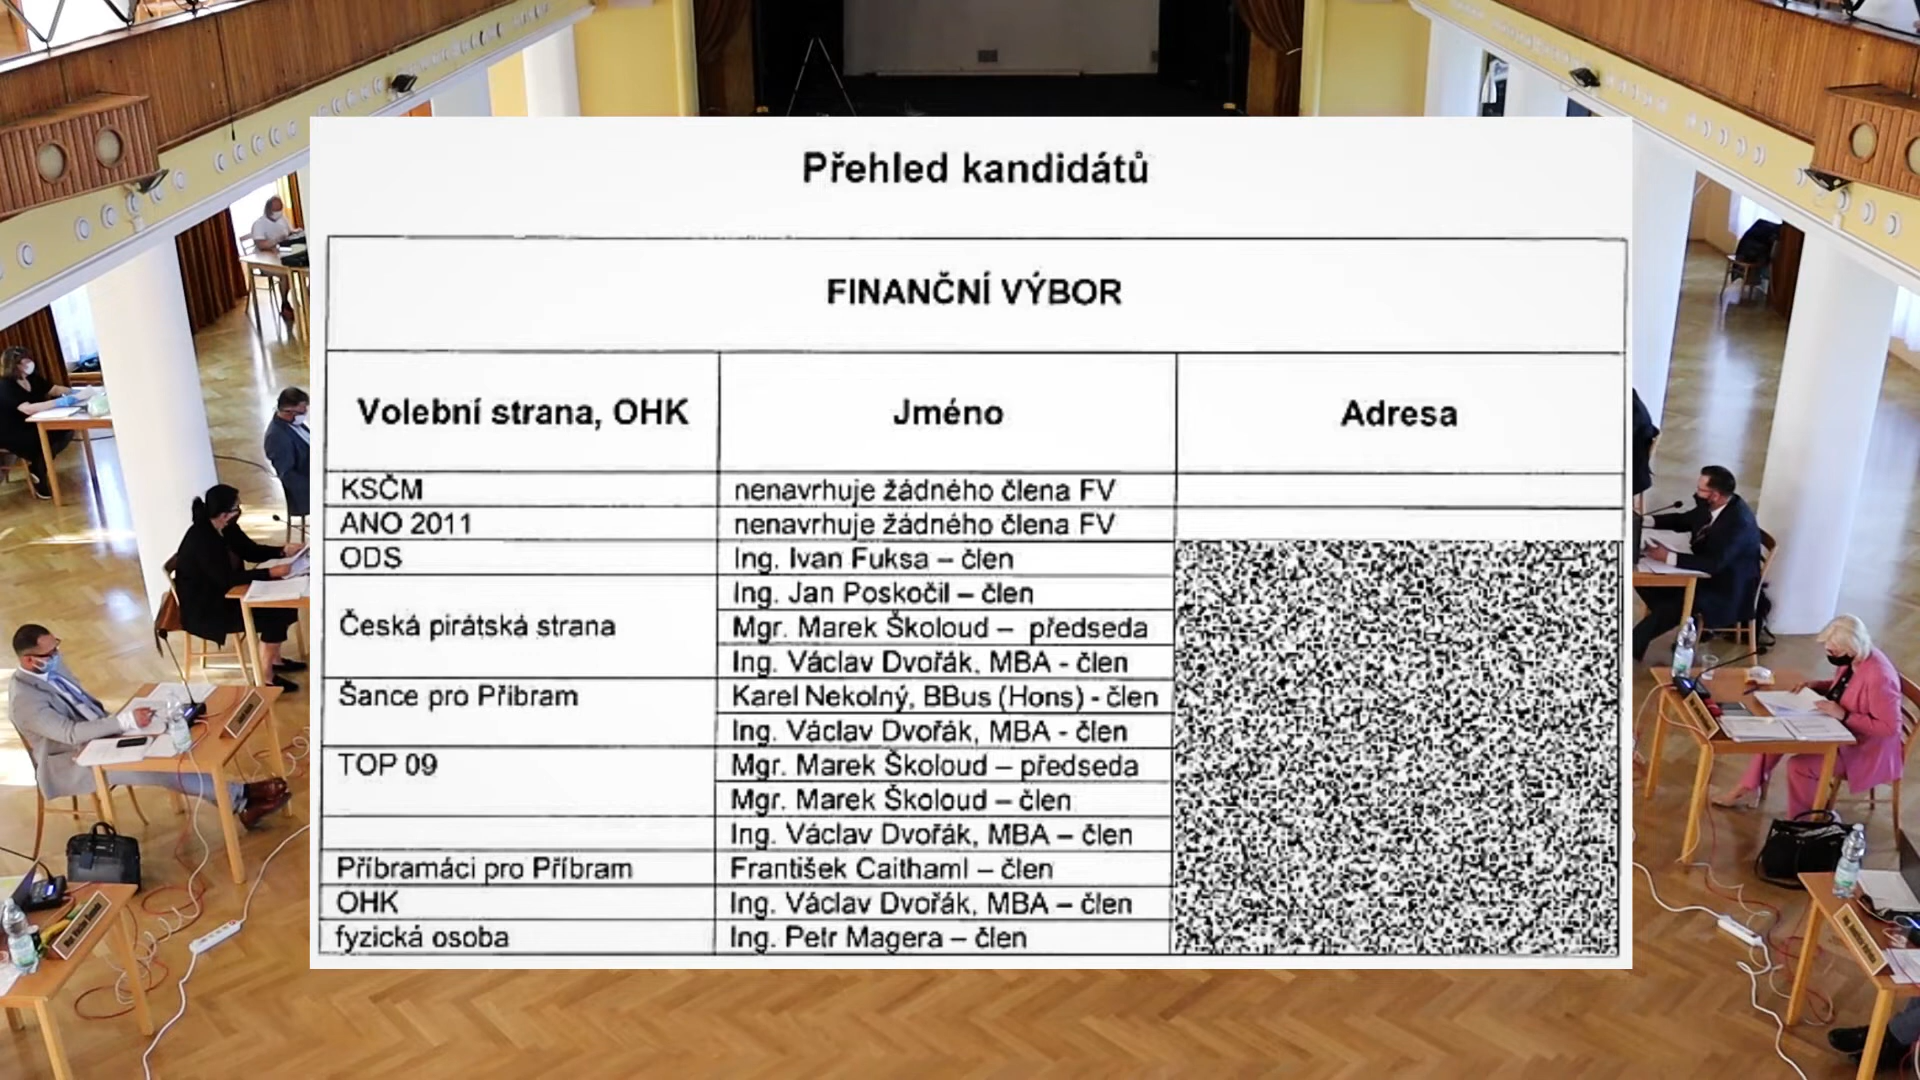 Přehled kandidátů
FINANČNÍ VÝBOR
Volební strana, OHK Jméno Adresa
KSČM nenavrhuje žádného člena FV
ANO 2011 nenavrhuje žádného člena FV
ODS Ing. Ivan Fuksa – člen
Česká pirátská strana Ing. Jan Poskočil – člen
Mgr. Marek Školoud – předseda
Ing. Václav Dvořák, MBA - člen
Šance pro Příbram Karel Nekolný, BBus (Hons) - člen
Ing. Václav Dvořák, MBA - člen
TOP 09 Mgr. Marek Školoud – předseda
Mgr. Marek Školoud – člen
Ing. Václav Dvořák, MBA – člen
Příbramáci pro Příbram František Caithaml – člen
OHK Ing. Václav Dvořák, MBA – člen
fyzická osoba Ing. Petr Magera – člen